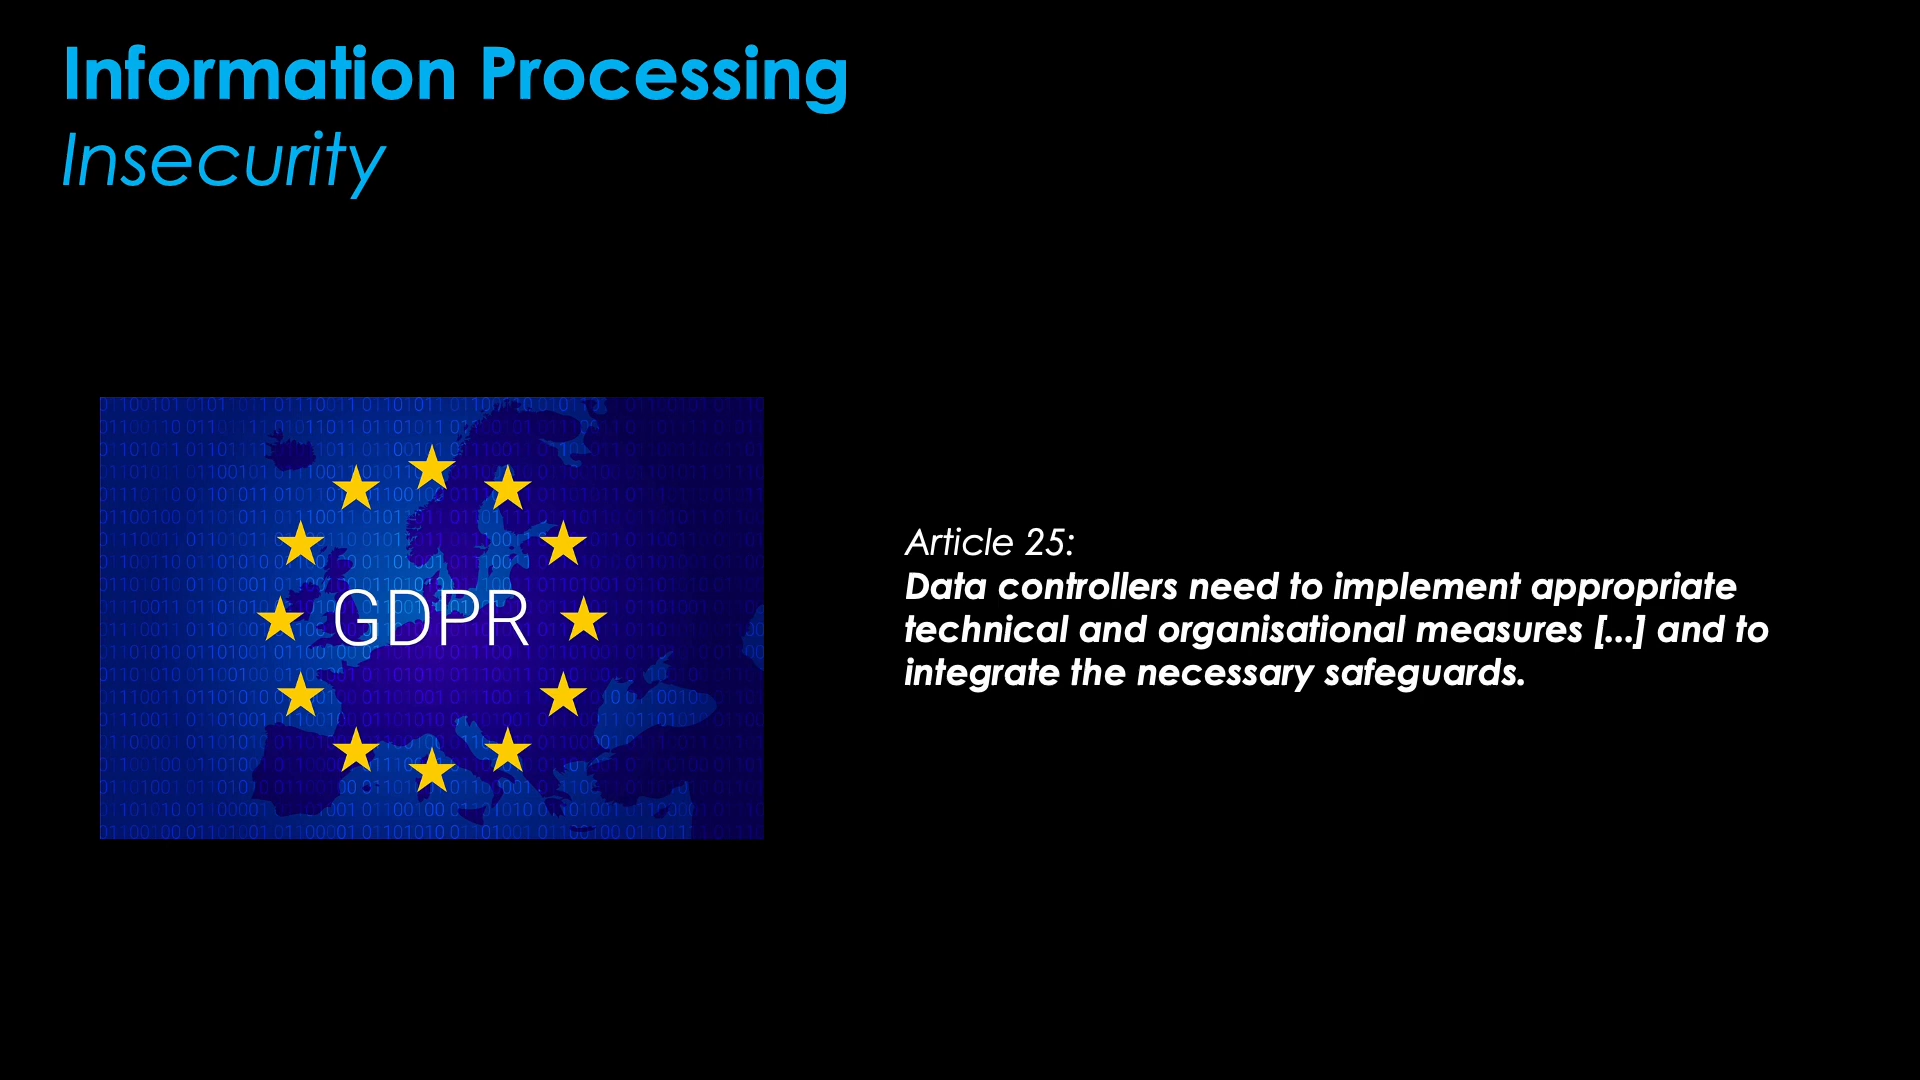 Information Processing
Insecurity
GDPR
Article 25:
Data controllers need to implement appropriate
technical and organisational measures [...] and to
integrate the necessary safeguards.